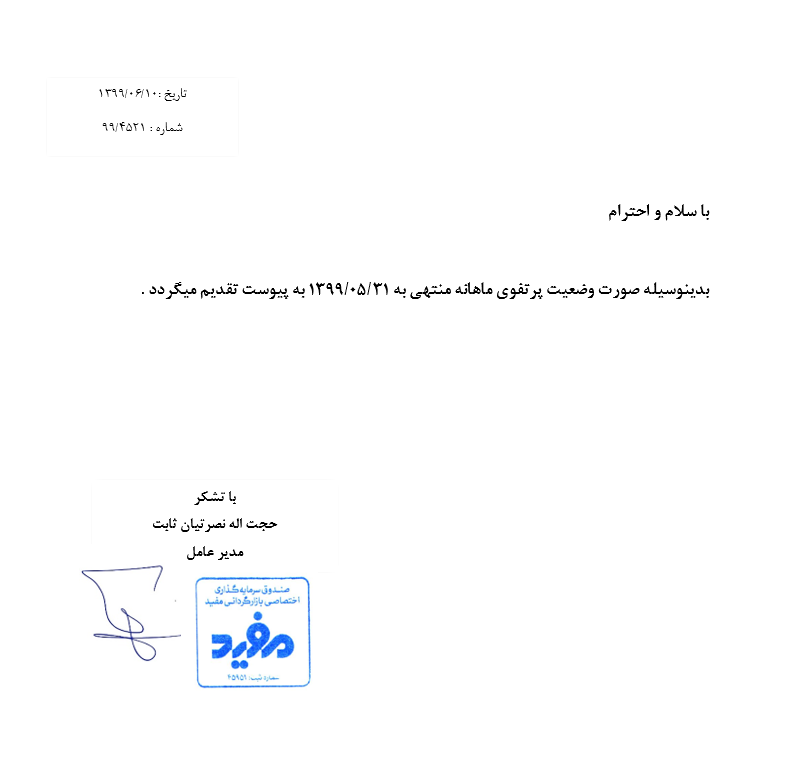 تاریخ :۱۳۹۹/۰۶/۱۰
شماره : ۹۹/۴۵۲۱
با سلام و احترام
بدینوسیله صورت وضعیت پرتفوی ماهانه منتهی به ۱۳۹۹/۰۵/۳۱ به پیوست تقدیم میگردد .
با تشکر
حجت اله نصرتیان ثابت
مدیر عامل
صندوق سرمایه‌گذاری
اختصاصی بازارگردانی مفید
مفید
شماره ثبت: ۴۵۹۵۱